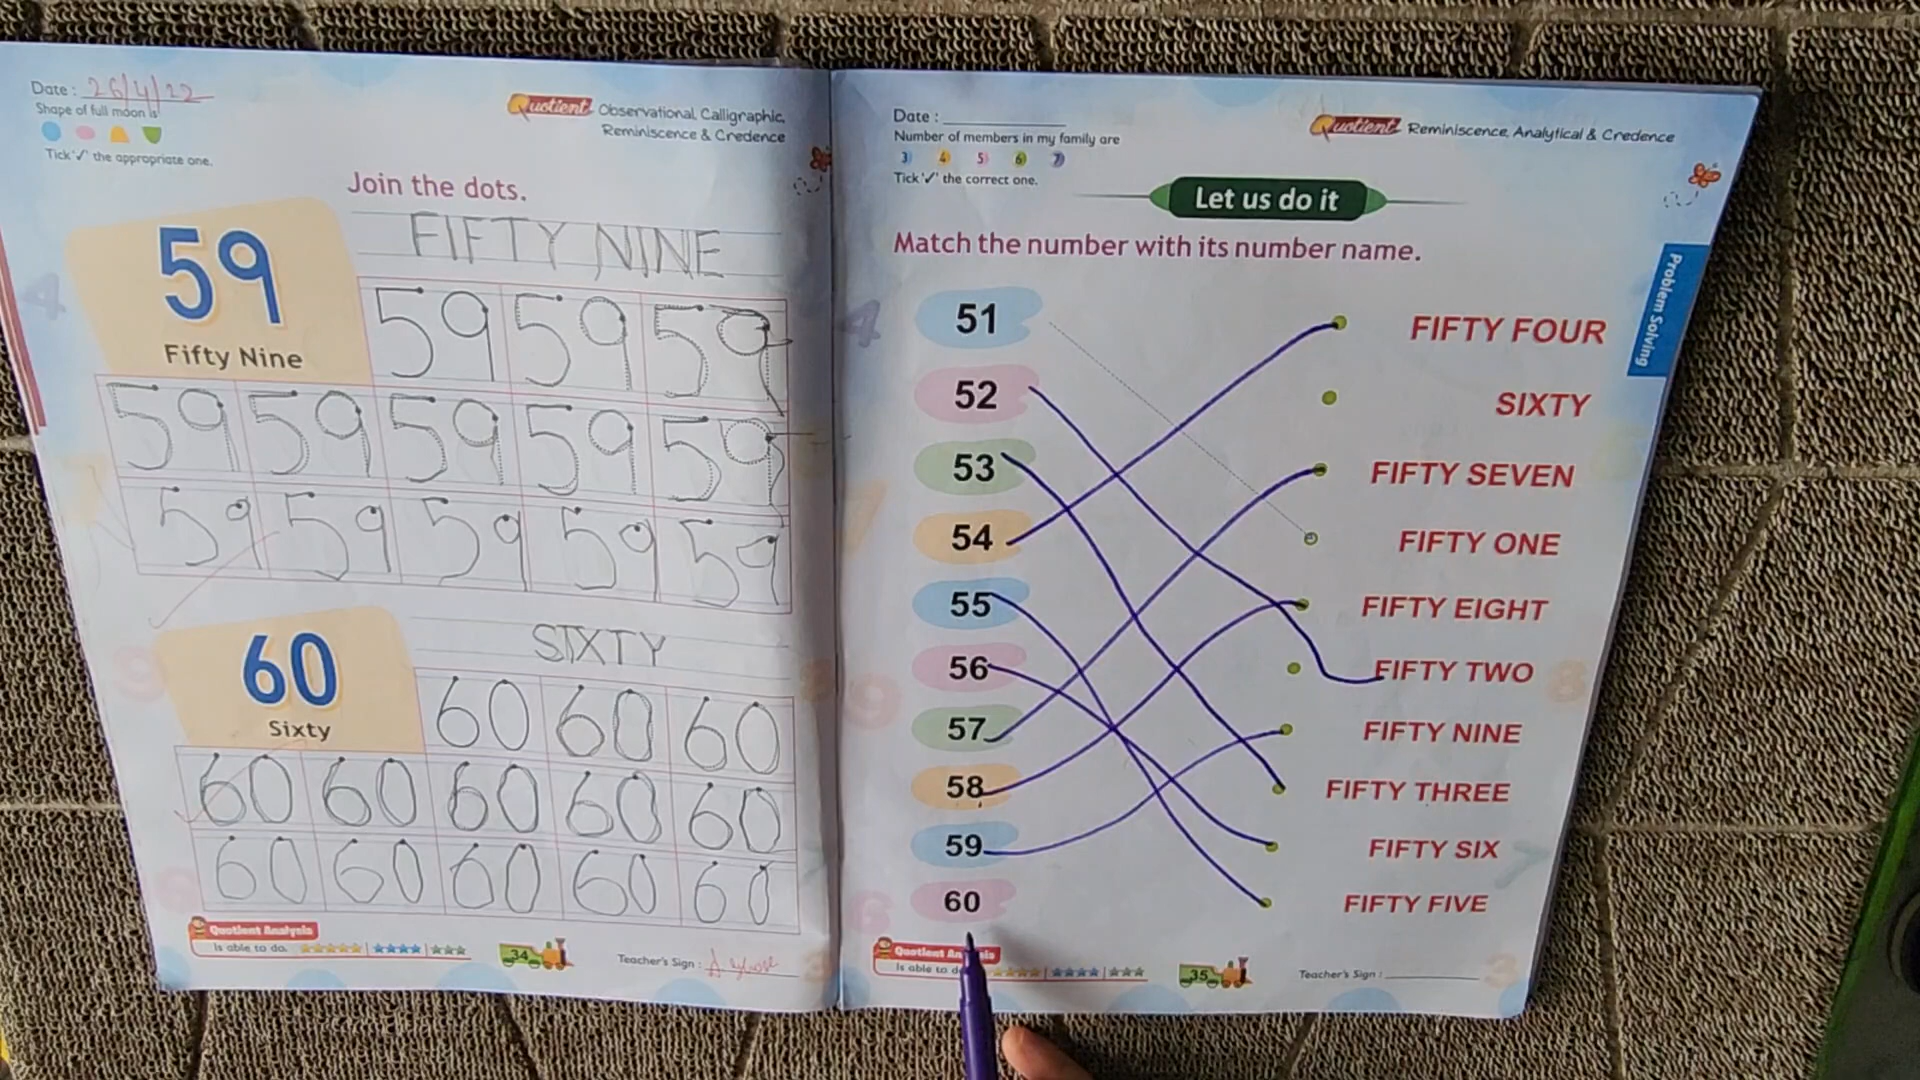 Date : 26/4/22
Shape of full moon is
Tick '✓' the appropriate one.
Quotient Observational, Calligraphic,
Reminiscence & Credence
Join the dots.
FIFTY NINE
59
Fifty Nine
59 59 59
59 59 59 59 59
59 59 59 59 59
SIXTY
60
Sixty
60 60 60
60 60 60 60 60
60 60 60 60 60
Quotient Analysis
Is able to do.
34
Teacher's Sign :
Date :
Number of members in my family are
3 4 5 6 7
Tick '✓' the correct one.
Quotient Reminiscence, Analytical & Credence
Let us do it
Match the number with its number name.
Problem Solving
51 FIFTY FOUR
52 SIXTY
53 FIFTY SEVEN
54 FIFTY ONE
55 FIFTY EIGHT
56 FIFTY TWO
57 FIFTY NINE
58 FIFTY THREE
59 FIFTY SIX
60 FIFTY FIVE
Quotient
Is able to
35
Teacher's Sign :